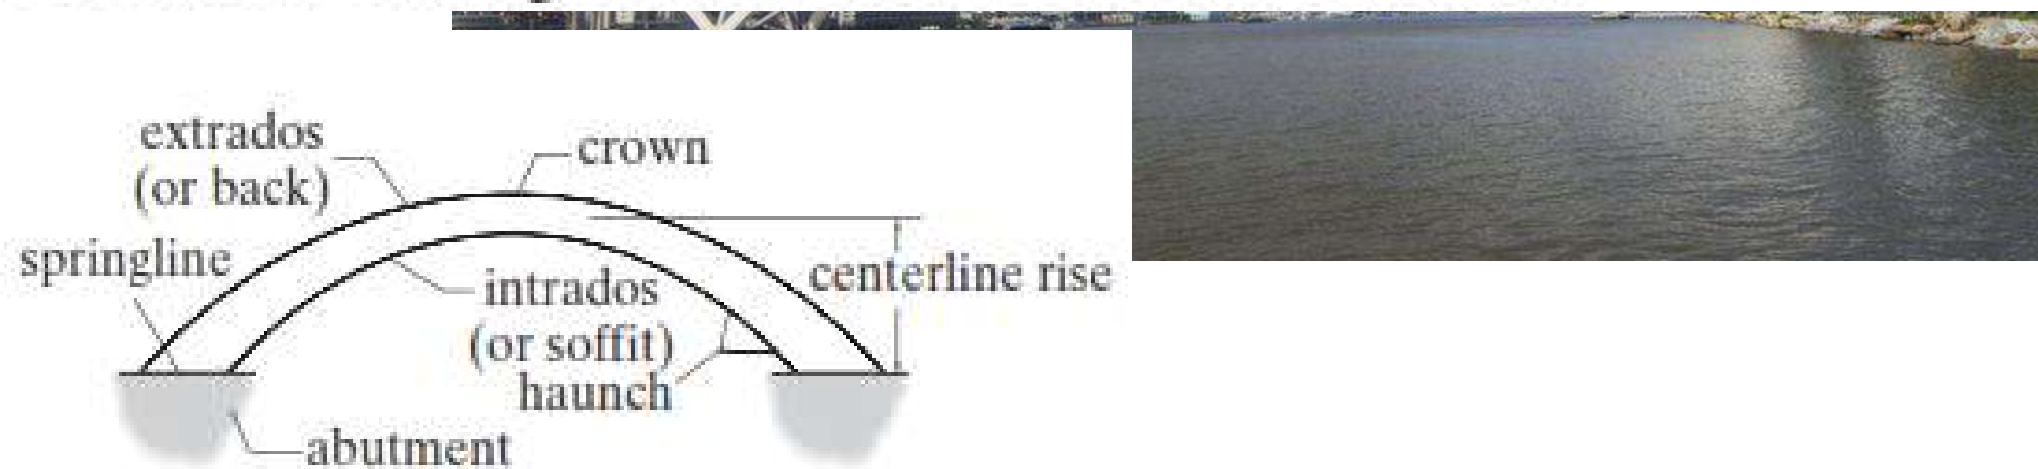 extrados
(or back)
crown
springline
centerline rise
intrados
(or soffit)
haunch
abutment